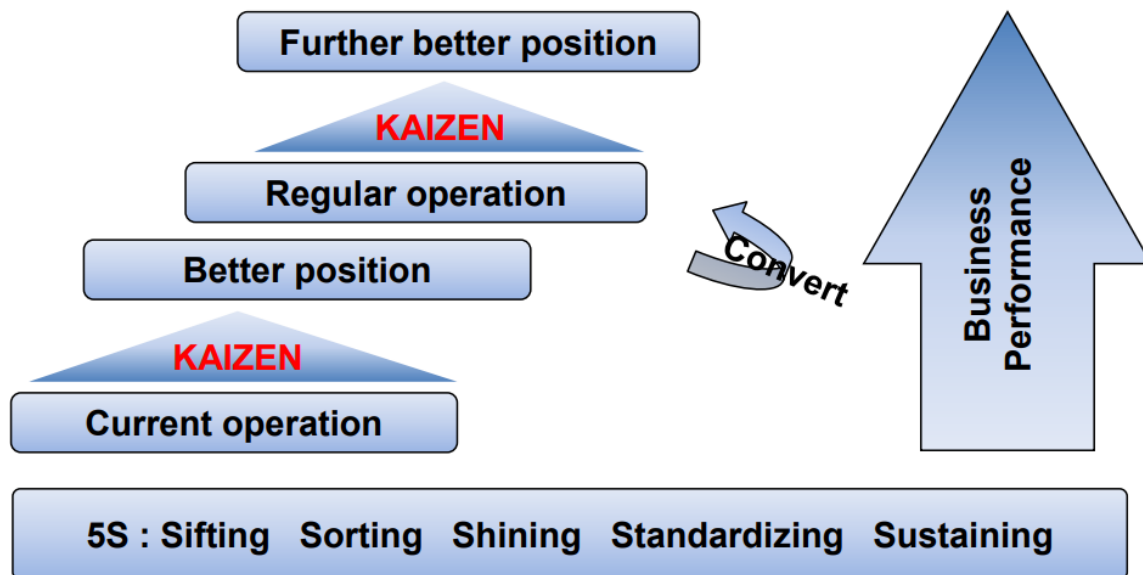 Further better position
KAIZEN
Regular operation
Better position
KAIZEN
Current operation
Convert
Business
Performance
5S : Sifting Sorting Shining Standardizing Sustaining